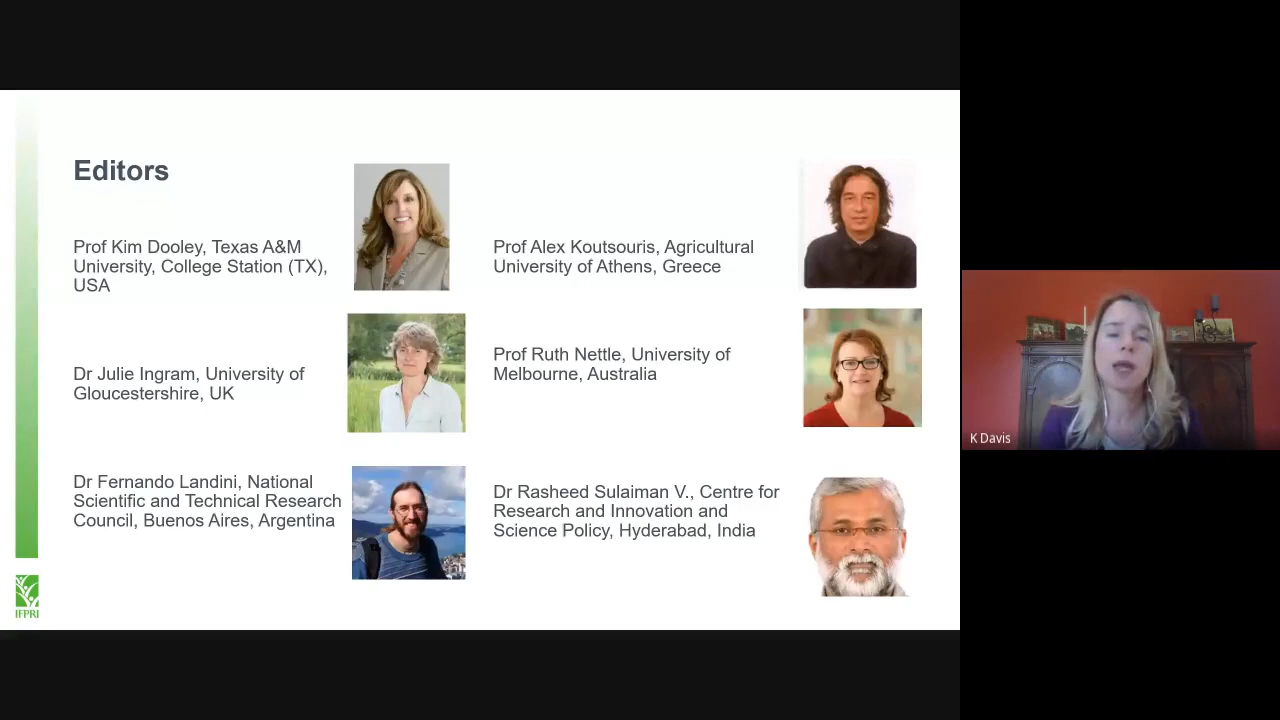 Editors
Prof Kim Dooley, Texas A&M
University, College Station (TX),
USA
Prof Alex Koutsouris, Agricultural
University of Athens, Greece
Dr Julie Ingram, University of
Gloucestershire, UK
Prof Ruth Nettle, University of
Melbourne, Australia
Dr Fernando Landini, National
Scientific and Technical Research
Council, Buenos Aires, Argentina
Dr Rasheed Sulaiman V., Centre for
Research and Innovation and
Science Policy, Hyderabad, India
IFPRI
K Davis